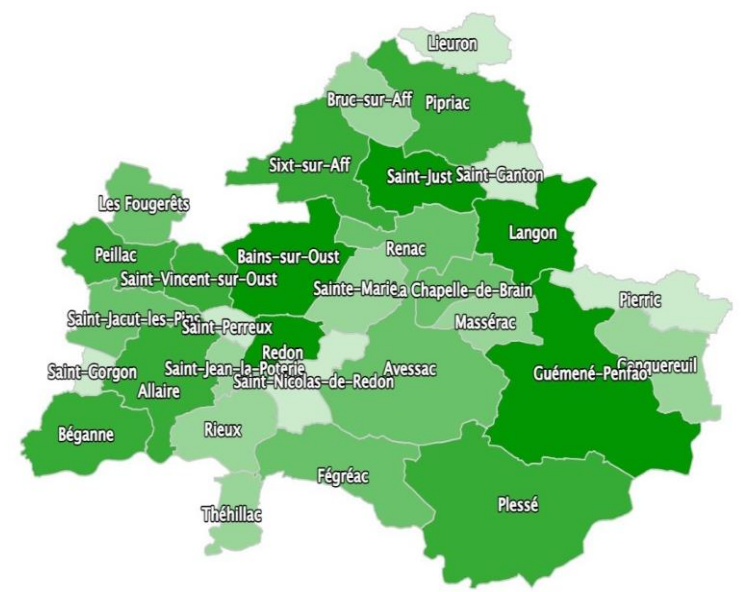 Lieuron
Bruc-sur-Aff
Pipriac
Sixt-sur-Aff
Saint-Just
Saint-Ganton
Les Fougerêts
Langon
Peillac
Bains-sur-Oust
Renac
Saint-Vincent-sur-Oust
Sainte-Marie
La Chapelle-de-Brain
Pierric
Saint-Jacut-les-Pins
Saint-Perreux
Massérac
Redon
Conquereuil
Saint-Gorgon
Saint-Jean-la-Poterie
Avessac
Guémené-Penfao
Saint-Nicolas-de-Redon
Allaire
Béganne
Rieux
Fégréac
Théhillac
Plessé